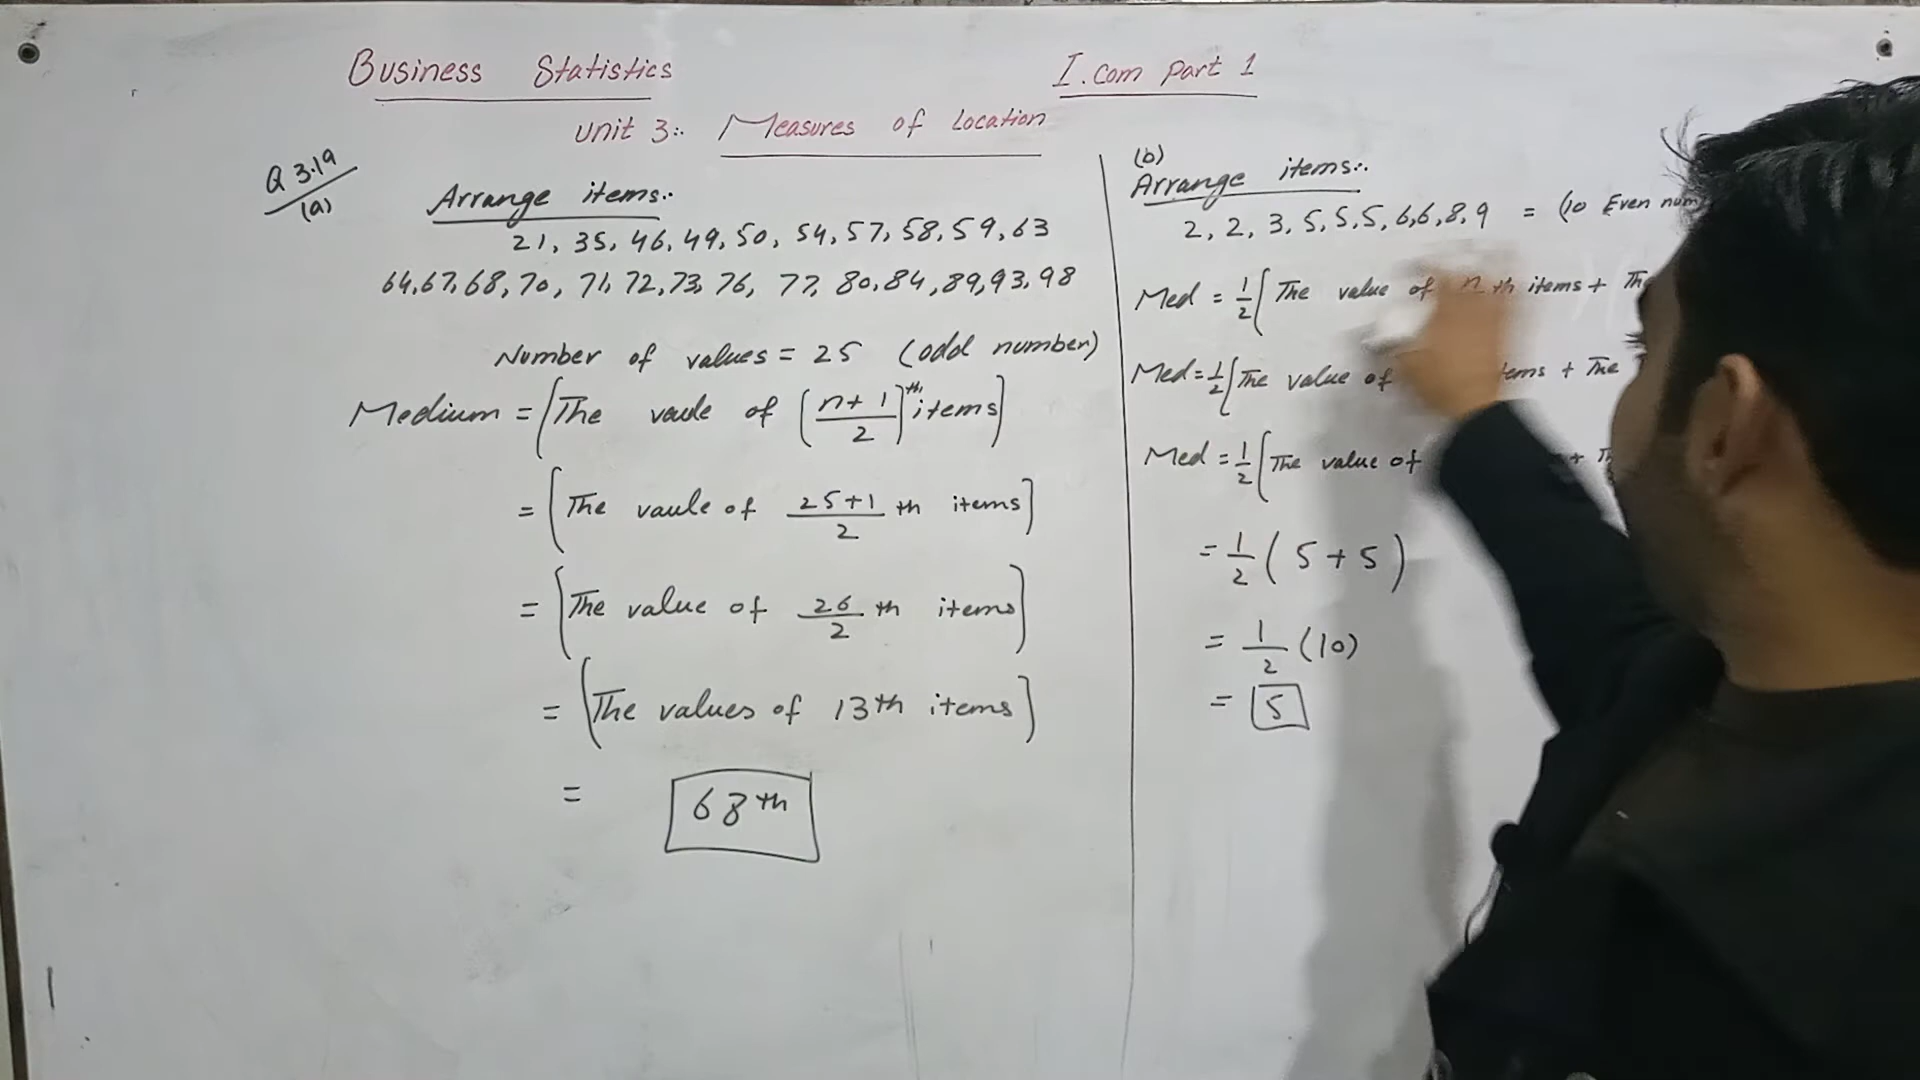 Business Statistics
I. Com Part 1
Unit 3:. Measures of Location
Q 3.19
(a)
Arrange items:.
21, 35, 46, 49, 50, 54, 57, 58, 59, 63
64, 67, 68, 70, 71, 72, 73, 76, 77, 80, 84, 89, 93, 98
Number of values = 25 (odd number)
Medium = [The vaule of (n+1/2)th items]
= [The vaule of 25+1/2 th items]
= [The value of 26/2 th items]
= [The values of 13th items]
= 68th
(b)
Arrange items:.
2, 2, 3, 5, 5, 5, 6, 6, 8, 9 = (10 Even
Med = 1/2 [The value of th items +
Med = 1/2 [The value of + The
Med = 1/2 [The value of +
= 1/2 (5 + 5)
= 1/2 (10)
= 5